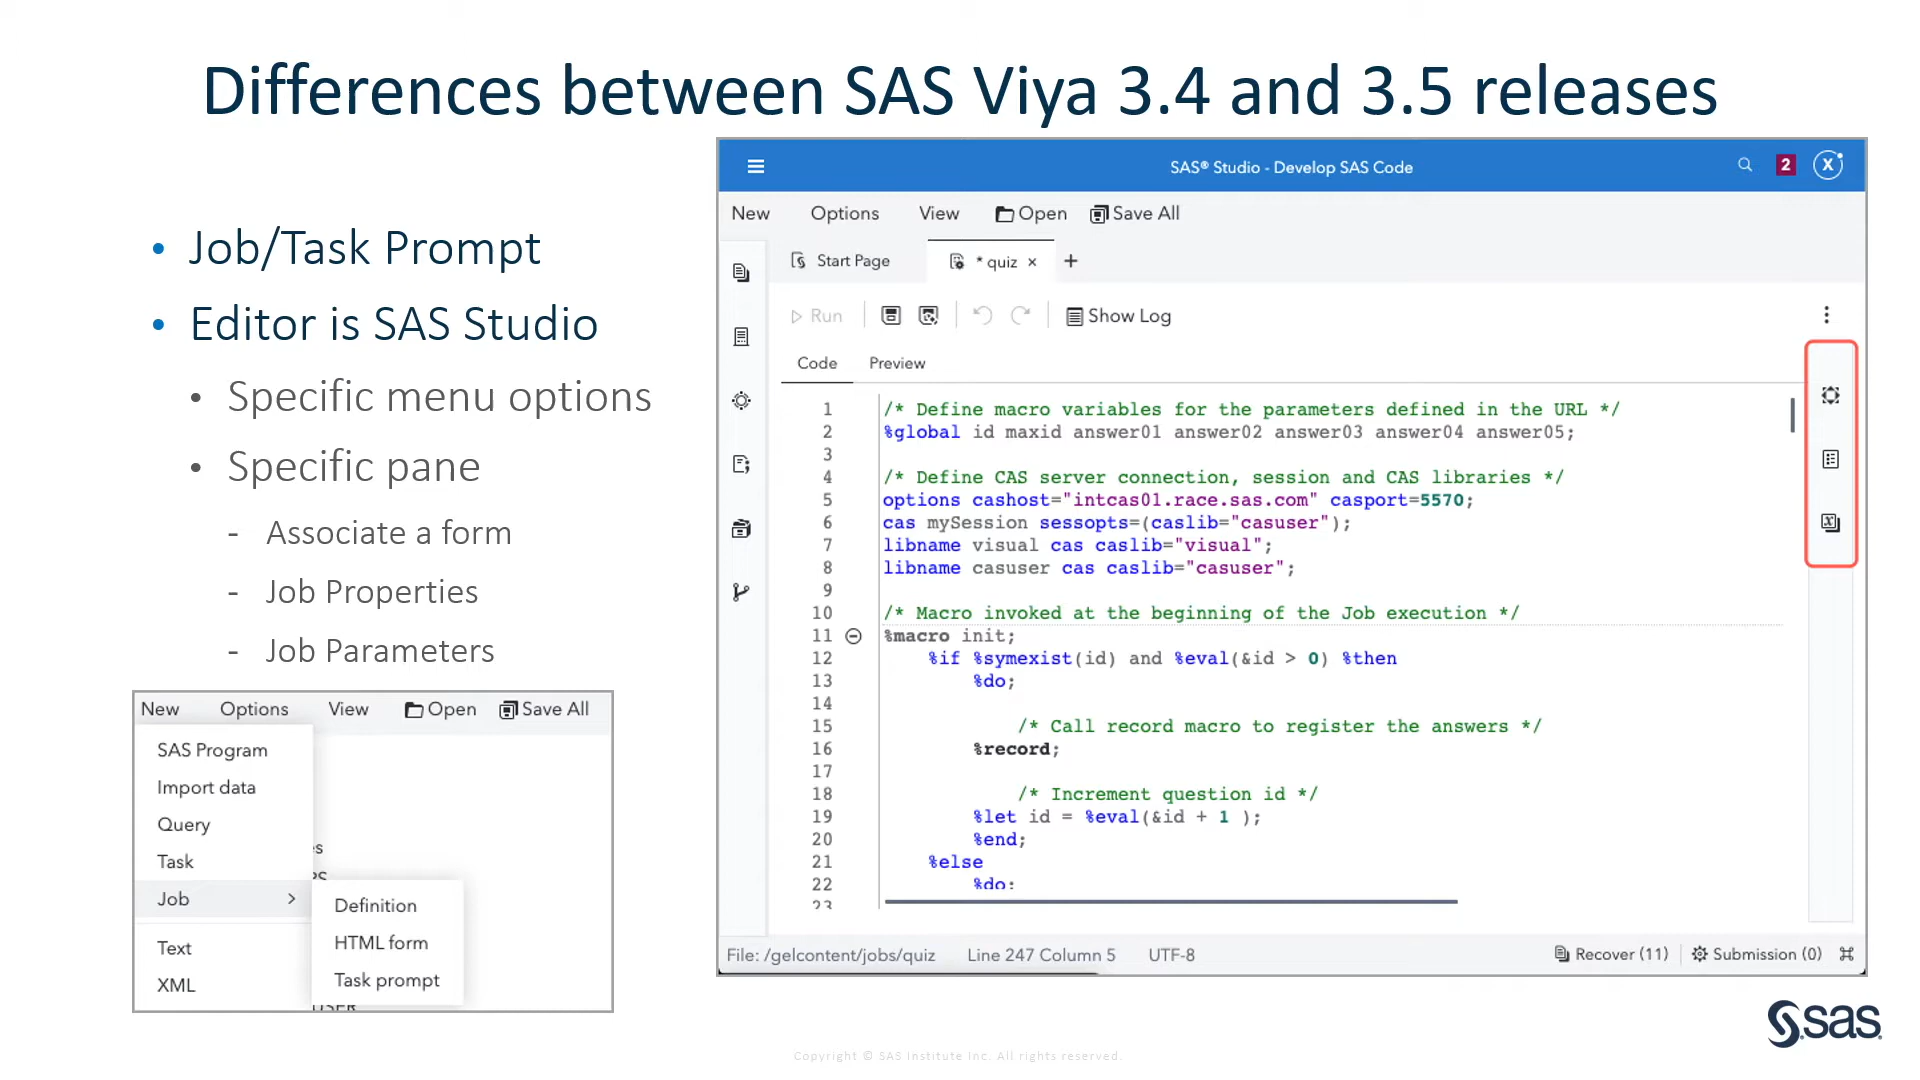 Differences between SAS Viya 3.4 and 3.5 releases
• Job/Task Prompt
• Editor is SAS Studio
• Specific menu options
• Specific pane
- Associate a form
- Job Properties
- Job Parameters
New Options View Open Save All
SAS Program
Import data
Query
Task
Job >
Text
XML
Definition
HTML form
Task prompt
SAS® Studio - Develop SAS Code 2 X
New Options View Open Save All
Start Page * quiz × +
Run Show Log
Code Preview
1 /* Define macro variables for the parameters defined in the URL */
2 %global id maxid answer01 answer02 answer03 answer04 answer05;
3
4 /* Define CAS server connection, session and CAS libraries */
5 options cashost="intcas01.race.sas.com" casport=5570;
6 cas mySession sessopts=(caslib="casuser");
7 libname visual cas caslib="visual";
8 libname casuser cas caslib="casuser";
9
10 /* Macro invoked at the beginning of the Job execution */
11 %macro init;
12 %if %symexist(id) and %eval(&id > 0) %then
13 %do;
14
15 /* Call record macro to register the answers */
16 %record;
17
18 /* Increment question id */
19 %let id = %eval(&id + 1 );
20 %end;
21 %else
22 %do;
23
File: /gelcontent/jobs/quiz Line 247 Column 5 UTF-8 Recover (11) Submission (0)
sas
Copyright © SAS Institute Inc. All rights reserved.